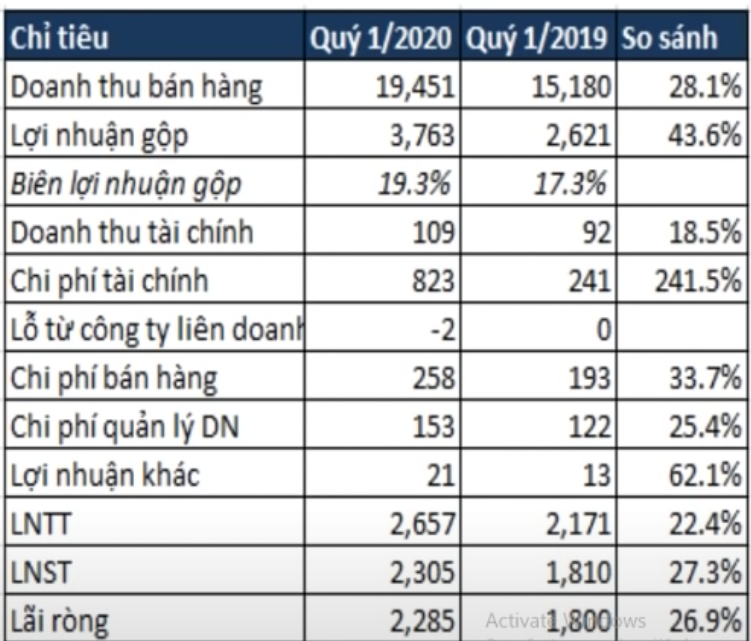 Chỉ tiêu Quý 1/2020 Quý 1/2019 So sánh
Doanh thu bán hàng 19,451 15,180 28.1%
Lợi nhuận gộp 3,763 2,621 43.6%
Biên lợi nhuận gộp 19.3% 17.3%
Doanh thu tài chính 109 92 18.5%
Chi phí tài chính 823 241 241.5%
Lỗ từ công ty liên doanh -2 0
Chi phí bán hàng 258 193 33.7%
Chi phí quản lý DN 153 122 25.4%
Lợi nhuận khác 21 13 62.1%
LNTT 2,657 2,171 22.4%
LNST 2,305 1,810 27.3%
Lãi ròng 2,285 1,800 26.9%
Activate Windows